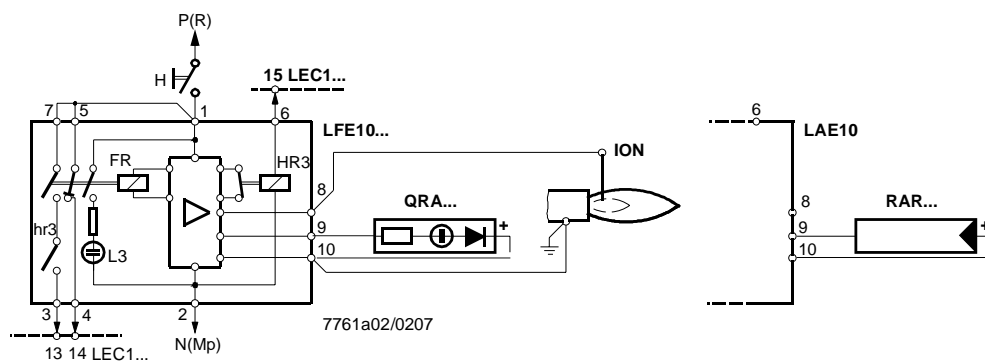 P(R)
H
15 LEC1...
7 5 1 6
LFE10...
FR
HR3
8
ION
QRA...
+
9
10
hr3
L3
3 4 2
N(Mp)
13 14 LEC1...
7761a02/0207
6
LAE10
8
RAR...
9
+
10